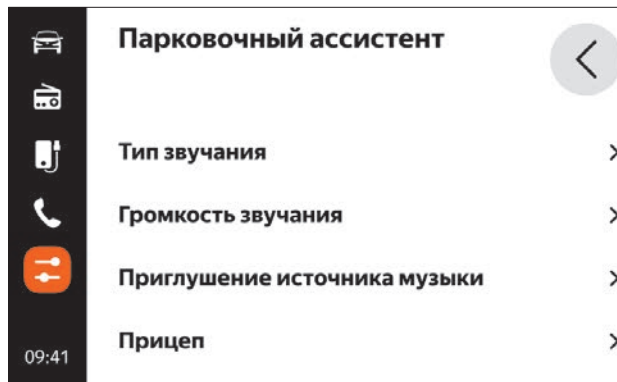 Парковочный ассистент
Тип звучания
Громкость звучания
Приглушение источника музыки
Прицеп
09:41